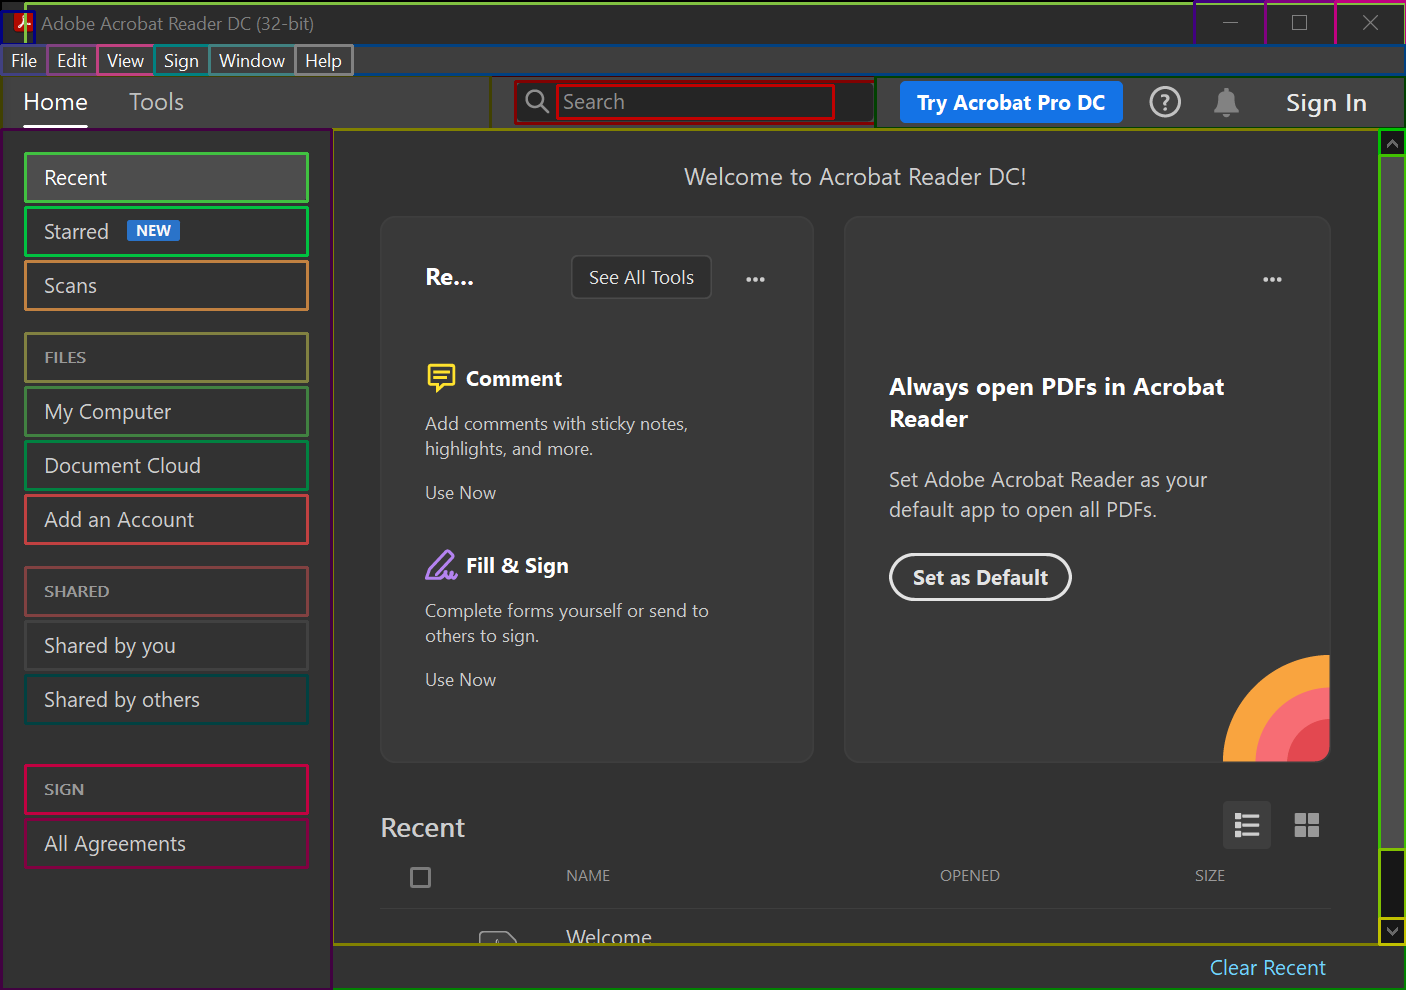 Adobe Acrobat Reader DC (32-bit)
File Edit View Sign Window Help
Home Tools Search Try Acrobat Pro DC Sign In
Recent
Starred NEW
Scans
FILES
My Computer
Document Cloud
Add an Account
SHARED
Shared by you
Shared by others
SIGN
All Agreements
Welcome to Acrobat Reader DC!
Re... See All Tools
Comment
Add comments with sticky notes,
highlights, and more.
Use Now
Fill & Sign
Complete forms yourself or send to
others to sign.
Use Now
Always open PDFs in Acrobat
Reader
Set Adobe Acrobat Reader as your
default app to open all PDFs.
Set as Default
Recent
NAME OPENED SIZE
Welcome
Clear Recent